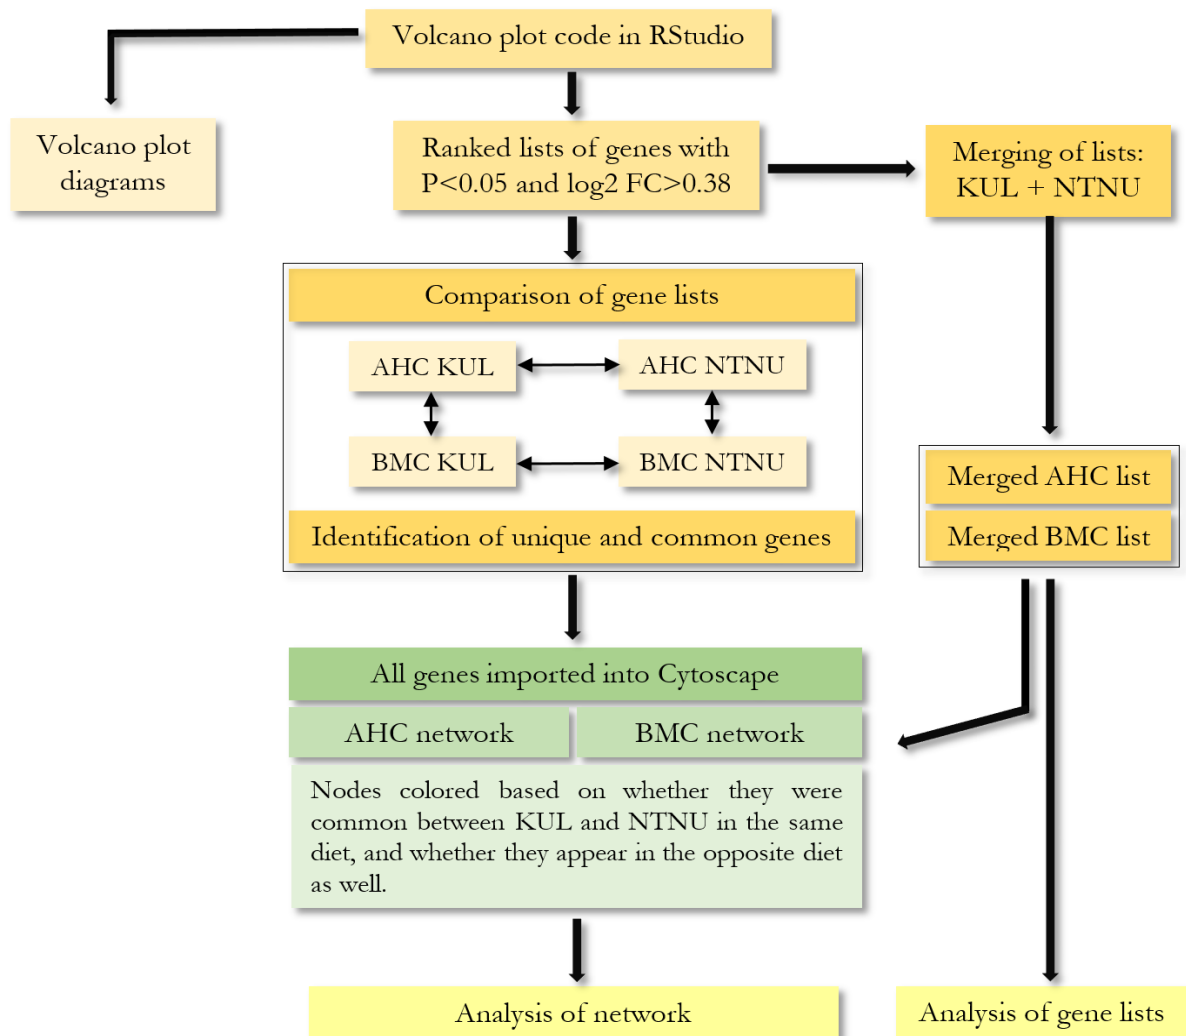 Volcano plot code in RStudio
Volcano plot
diagrams
Ranked lists of genes with
P<0.05 and log2 FC>0.38
Merging of lists:
KUL + NTNU
Comparison of gene lists
AHC KUL
AHC NTNU
BMC KUL
BMC NTNU
Identification of unique and common genes
Merged AHC list
Merged BMC list
All genes imported into Cytoscape
AHC network
BMC network
Nodes colored based on whether they were
common between KUL and NTNU in the same
diet, and whether they appear in the opposite diet
as well.
Analysis of network
Analysis of gene lists